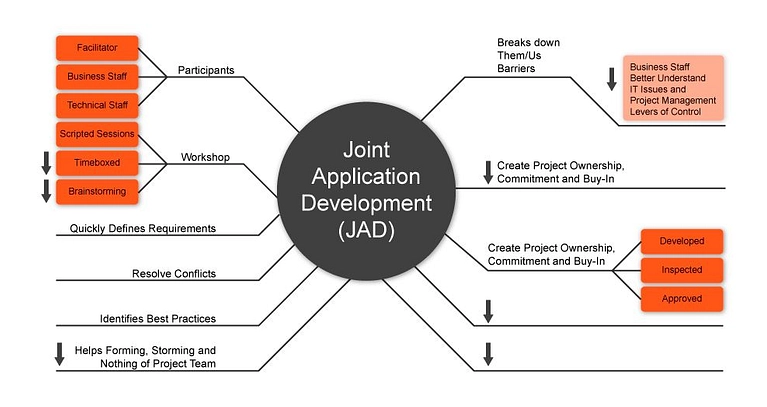 Facilitator
Business Staff
Technical Staff
Participants
Scripted Sessions
Timeboxed
Brainstorming
Workshop
Quickly Defines Requirements
Resolve Conflicts
Identifies Best Practices
Helps Forming, Storming and
Nothing of Project Team
Joint
Application
Development
(JAD)
Breaks down
Them/Us
Barriers
Business Staff
Better Understand
IT Issues and
Project Management
Levers of Control
Create Project Ownership,
Commitment and Buy-In
Create Project Ownership,
Commitment and Buy-In
Developed
Inspected
Approved